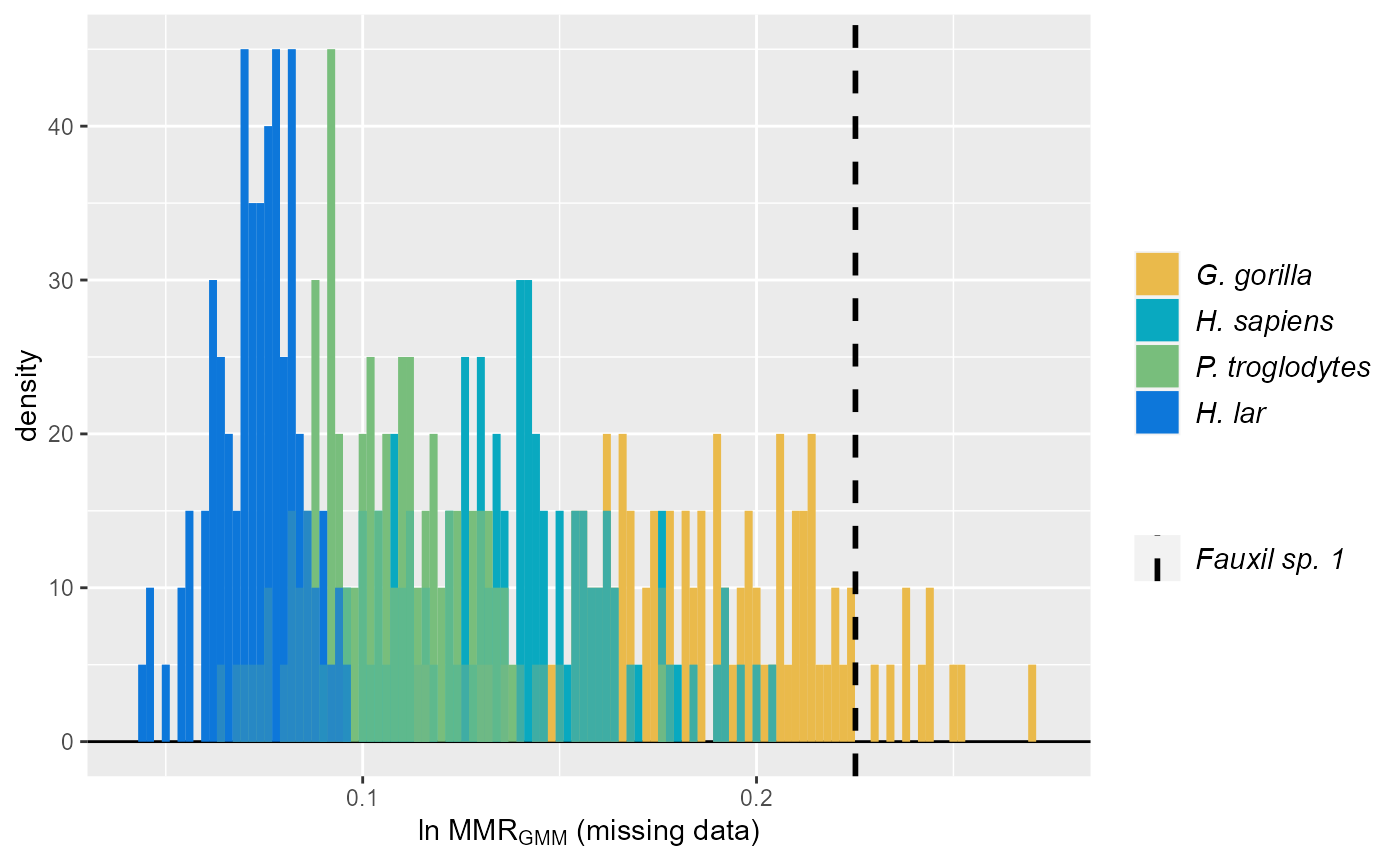 density
40
30
20
10
0
0.1
0.2
ln MMRGMM (missing data)
G. gorilla
H. sapiens
P. troglodytes
H. lar
Fauxil sp. 1